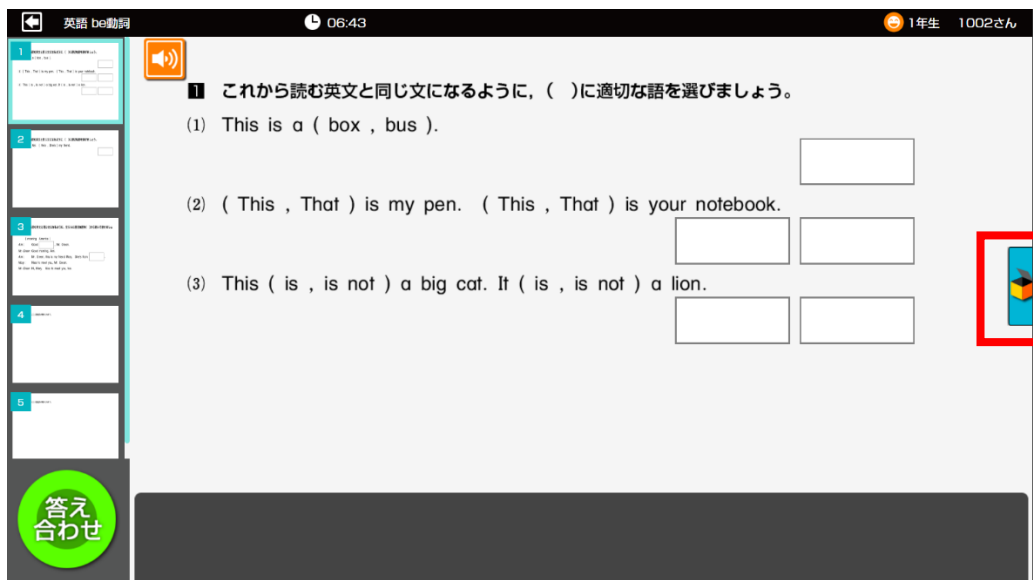 英語 be動詞
06:43
1年生 1002さん
1
2
3
4
5
1 これから読む英文と同じ文になるように，( )に適切な語を選びましょう。
(1) This is a ( box , bus ).
(2) ( This , That ) is my pen. ( This , That ) is your notebook.
(3) This ( is , is not ) a big cat. It ( is , is not ) a lion.
答え
合わせ